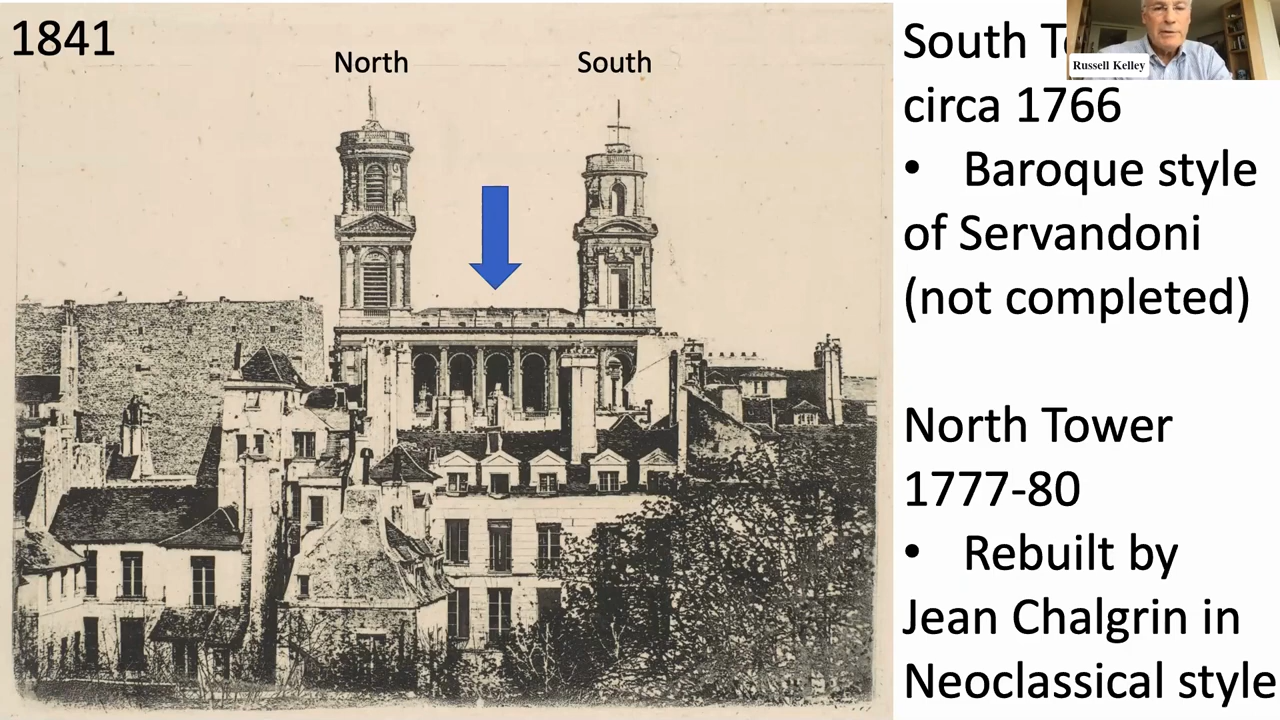 1841
North
South
South
circa 1766
• Baroque style
of Servandoni
(not completed)
North Tower
1777-80
• Rebuilt by
Jean Chalgrin in
Neoclassical style
Russell Kelley